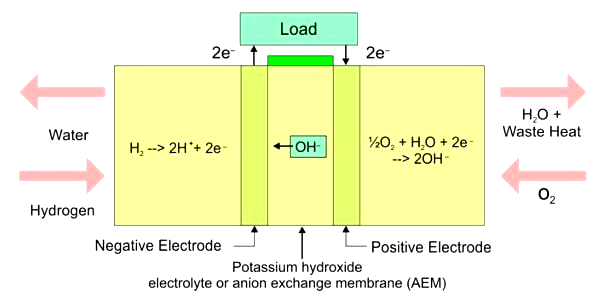 Load
2e⁻
2e⁻
Water
Hydrogen
H₂ --> 2H⁺+ 2e⁻
OH⁻
½O₂ + H₂O + 2e⁻
--> 2OH⁻
H₂O +
Waste Heat
O₂
Negative Electrode
Positive Electrode
Potassium hydroxide
electrolyte or anion exchange membrane (AEM)